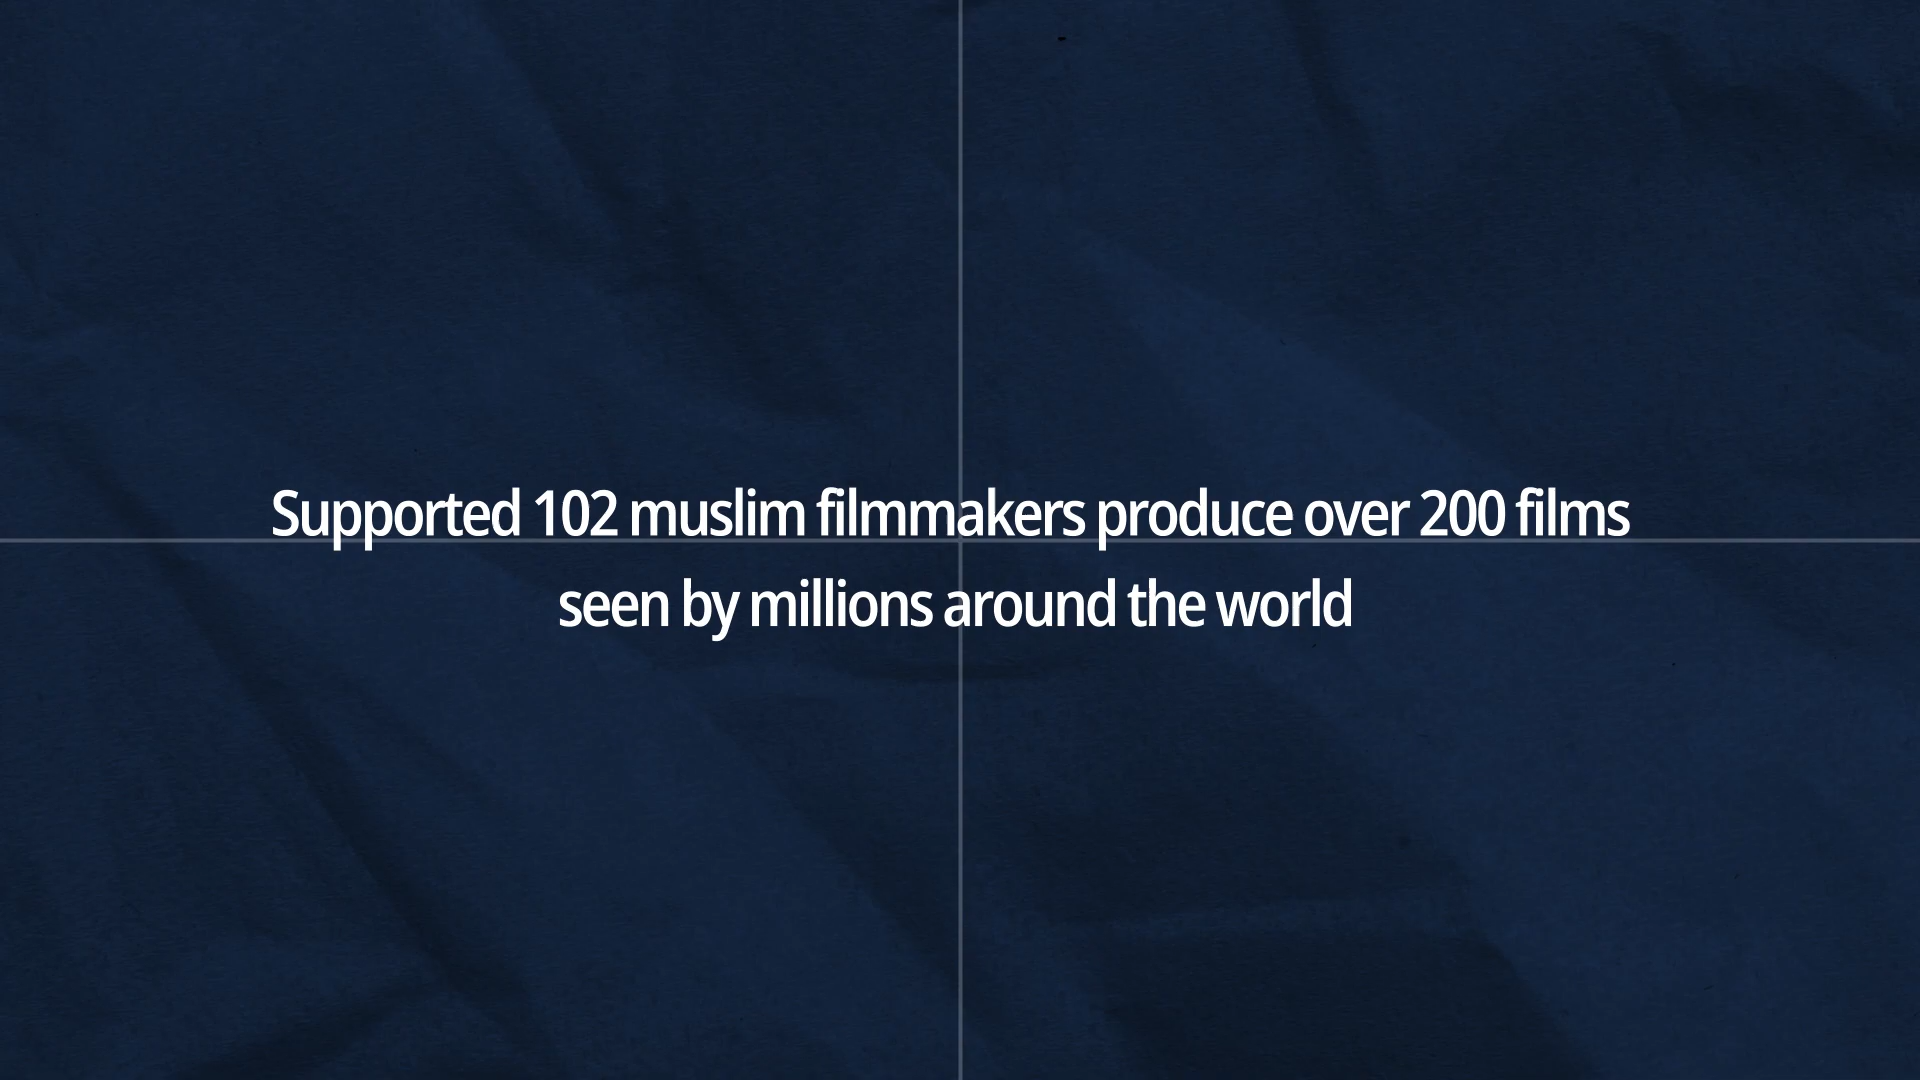 Supported 102 muslim filmmakers produce over 200 films
seen by millions around the world